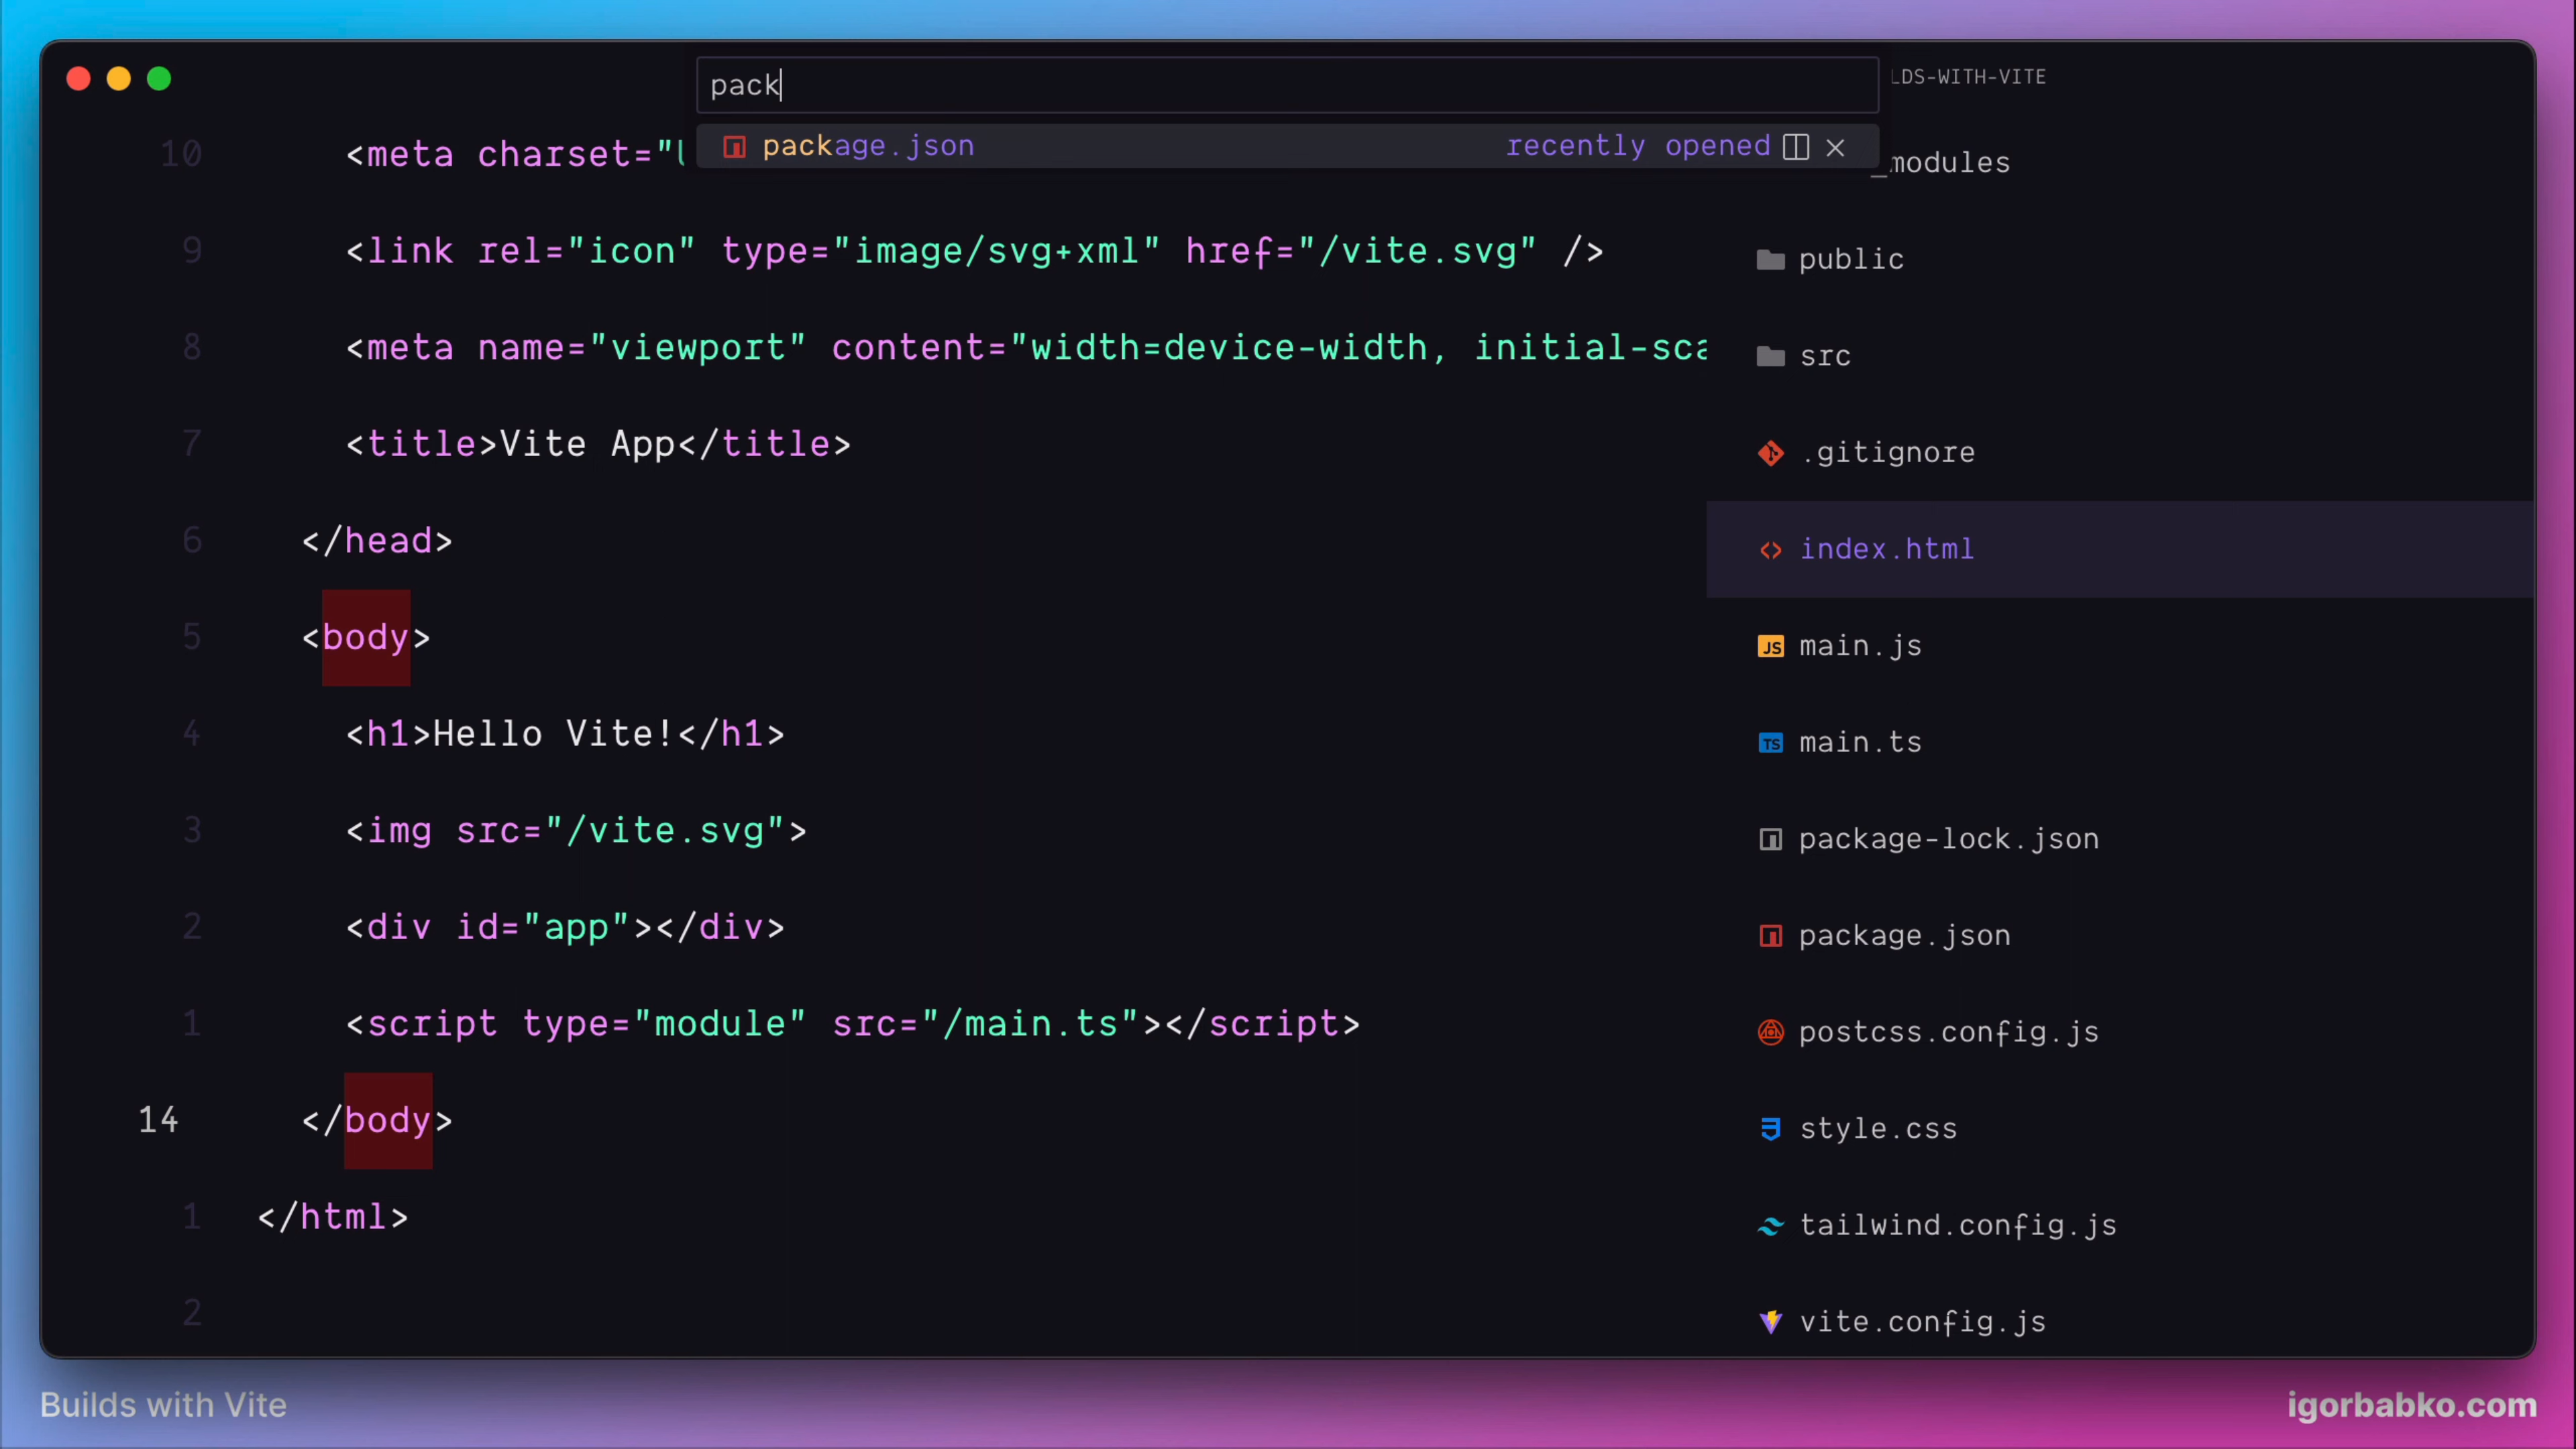 pack
package.json recently opened
LDS-WITH-VITE
10 <meta charset="
_modules
9 <link rel="icon" type="image/svg+xml" href="/vite.svg" />
public
8 <meta name="viewport" content="width=device-width, initial-sca
src
7 <title>Vite App</title>
.gitignore
6 </head>
index.html
5 <body>
main.js
4 <h1>Hello Vite!</h1>
main.ts
3 <img src="/vite.svg">
package-lock.json
2 <div id="app"></div>
package.json
1 <script type="module" src="/main.ts"></script>
postcss.config.js
14 </body>
style.css
1 </html>
tailwind.config.js
2
vite.config.js
Builds with Vite
igorbabko.com